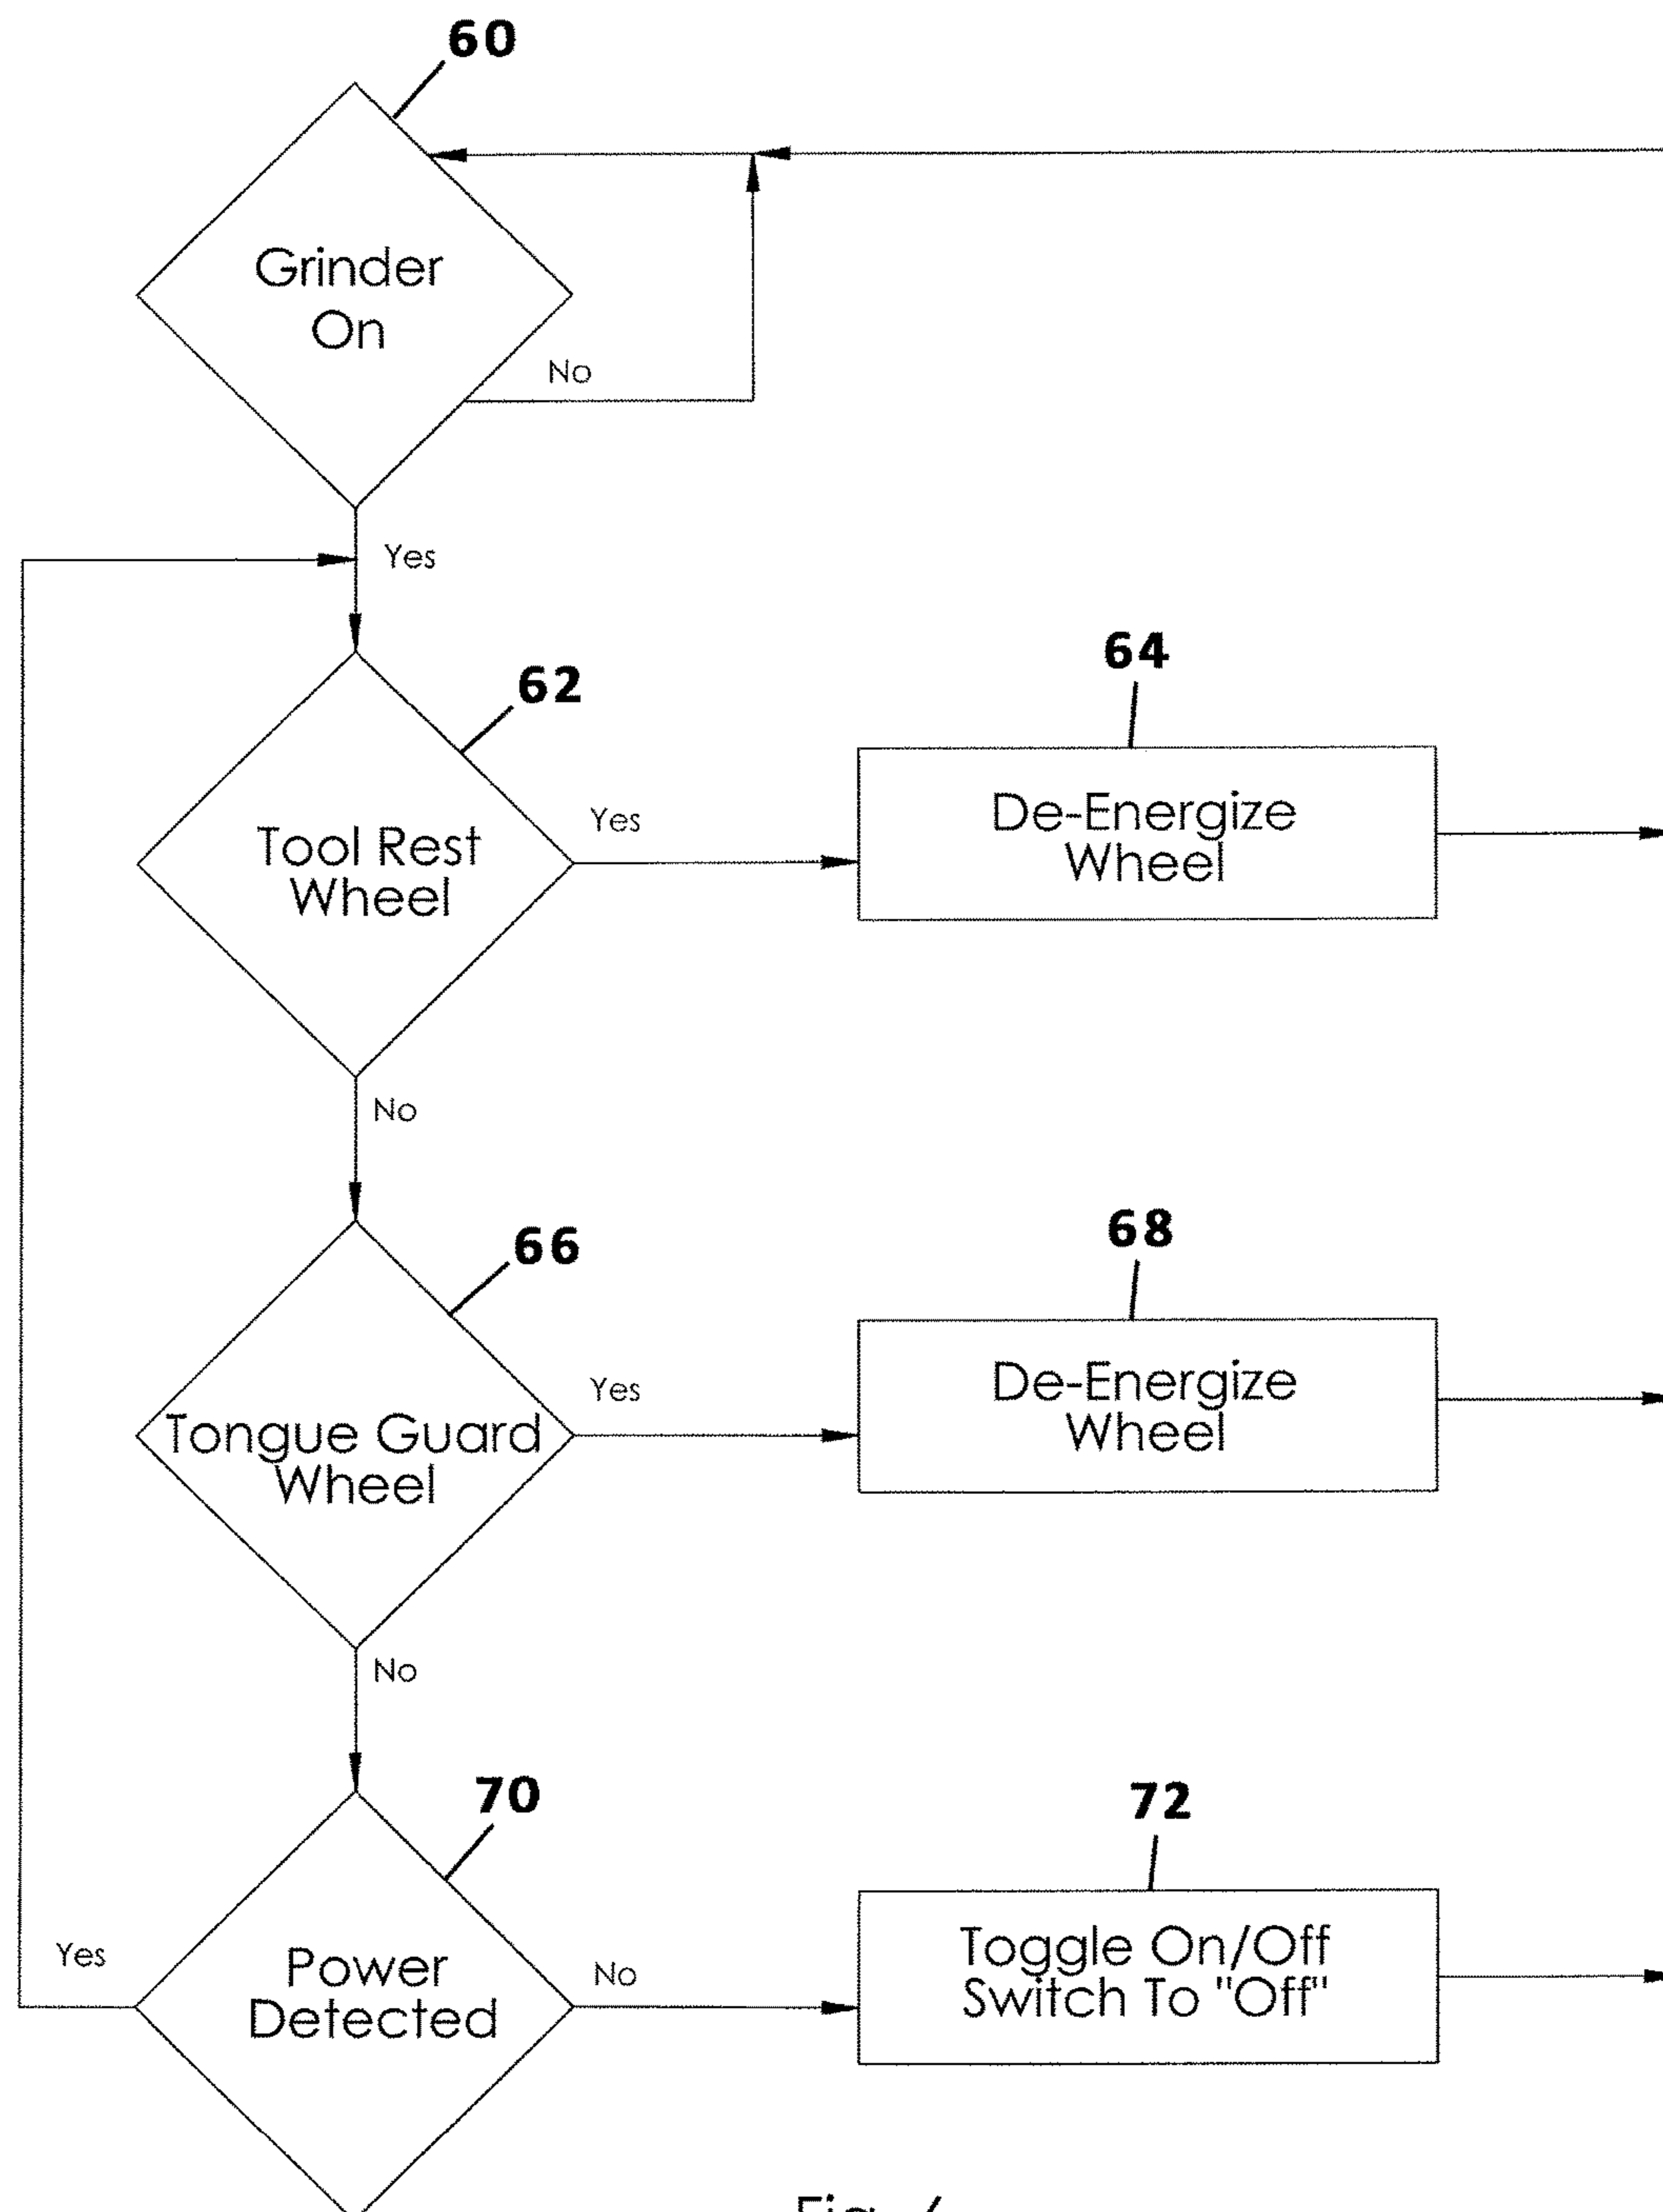 60
Grinder
On
No
Yes
62
64
Tool Rest
Wheel
Yes
De-Energize
Wheel
No
66
68
Tongue Guard
Wheel
Yes
De-Energize
Wheel
No
70
72
Yes
Power
Detected
No
Toggle On/Off
Switch To "Off"
Fig.